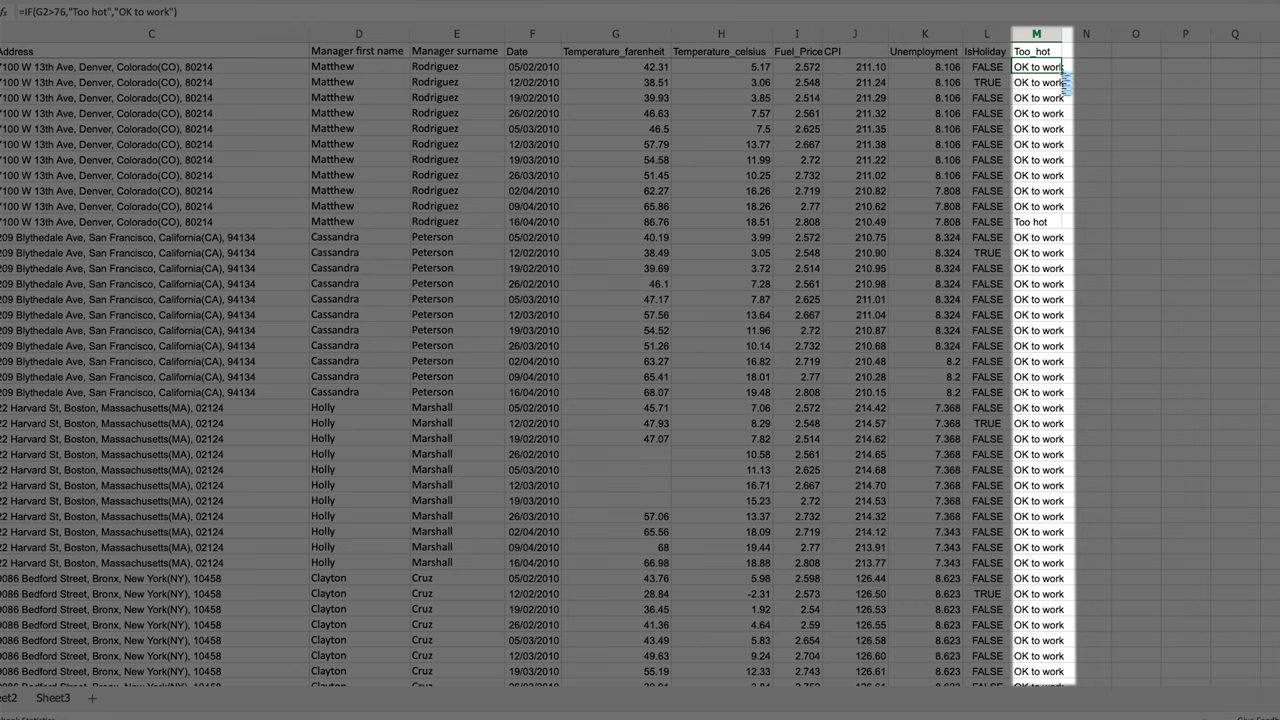 fx =IF(G2>76,"Too hot","OK to work")
C D E F G H I J K L M N O P Q
Address Manager first name Manager surname Date Temperature_farenheit Temperature_celsius Fuel_Price CPI Unemployment IsHoliday Too_hot
7100 W 13th Ave, Denver, Colorado(CO), 80214 Matthew Rodriguez 05/02/2010 42.31 5.17 2.572 211.10 8.106 FALSE OK to work
7100 W 13th Ave, Denver, Colorado(CO), 80214 Matthew Rodriguez 12/02/2010 38.51 3.06 2.548 211.24 8.106 TRUE OK to work
7100 W 13th Ave, Denver, Colorado(CO), 80214 Matthew Rodriguez 19/02/2010 39.93 3.85 2.514 211.29 8.106 FALSE OK to work
7100 W 13th Ave, Denver, Colorado(CO), 80214 Matthew Rodriguez 26/02/2010 46.63 7.57 2.561 211.32 8.106 FALSE OK to work
7100 W 13th Ave, Denver, Colorado(CO), 80214 Matthew Rodriguez 05/03/2010 46.5 7.5 2.625 211.35 8.106 FALSE OK to work
7100 W 13th Ave, Denver, Colorado(CO), 80214 Matthew Rodriguez 12/03/2010 57.79 13.77 2.667 211.38 8.106 FALSE OK to work
7100 W 13th Ave, Denver, Colorado(CO), 80214 Matthew Rodriguez 19/03/2010 54.58 11.99 2.72 211.22 8.106 FALSE OK to work
7100 W 13th Ave, Denver, Colorado(CO), 80214 Matthew Rodriguez 26/03/2010 51.45 10.25 2.732 211.02 8.106 FALSE OK to work
7100 W 13th Ave, Denver, Colorado(CO), 80214 Matthew Rodriguez 02/04/2010 62.27 16.26 2.719 210.82 7.808 FALSE OK to work
7100 W 13th Ave, Denver, Colorado(CO), 80214 Matthew Rodriguez 09/04/2010 65.86 18.26 2.77 210.62 7.808 FALSE OK to work
7100 W 13th Ave, Denver, Colorado(CO), 80214 Matthew Rodriguez 16/04/2010 86.76 18.51 2.808 210.49 7.808 FALSE Too hot
209 Blythedale Ave, San Francisco, California(CA), 94134 Cassandra Peterson 05/02/2010 40.19 3.99 2.572 210.75 8.324 FALSE OK to work
209 Blythedale Ave, San Francisco, California(CA), 94134 Cassandra Peterson 12/02/2010 38.49 3.05 2.548 210.90 8.324 TRUE OK to work
209 Blythedale Ave, San Francisco, California(CA), 94134 Cassandra Peterson 19/02/2010 39.69 3.72 2.514 210.95 8.324 FALSE OK to work
209 Blythedale Ave, San Francisco, California(CA), 94134 Cassandra Peterson 26/02/2010 46.1 7.28 2.561 210.98 8.324 FALSE OK to work
209 Blythedale Ave, San Francisco, California(CA), 94134 Cassandra Peterson 05/03/2010 47.17 7.87 2.625 211.01 8.324 FALSE OK to work
209 Blythedale Ave, San Francisco, California(CA), 94134 Cassandra Peterson 12/03/2010 57.56 13.64 2.667 211.04 8.324 FALSE OK to work
209 Blythedale Ave, San Francisco, California(CA), 94134 Cassandra Peterson 19/03/2010 54.52 11.96 2.72 210.87 8.324 FALSE OK to work
209 Blythedale Ave, San Francisco, California(CA), 94134 Cassandra Peterson 26/03/2010 51.26 10.14 2.732 210.68 8.324 FALSE OK to work
209 Blythedale Ave, San Francisco, California(CA), 94134 Cassandra Peterson 02/04/2010 63.27 16.82 2.719 210.48 8.2 FALSE OK to work
209 Blythedale Ave, San Francisco, California(CA), 94134 Cassandra Peterson 09/04/2010 65.41 18.01 2.77 210.28 8.2 FALSE OK to work
209 Blythedale Ave, San Francisco, California(CA), 94134 Cassandra Peterson 16/04/2010 68.07 19.48 2.808 210.15 8.2 FALSE OK to work
22 Harvard St, Boston, Massachusetts(MA), 02124 Holly Marshall 05/02/2010 45.71 7.06 2.572 214.42 7.368 FALSE OK to work
22 Harvard St, Boston, Massachusetts(MA), 02124 Holly Marshall 12/02/2010 47.93 8.29 2.548 214.57 7.368 TRUE OK to work
22 Harvard St, Boston, Massachusetts(MA), 02124 Holly Marshall 19/02/2010 47.07 7.82 2.514 214.62 7.368 FALSE OK to work
22 Harvard St, Boston, Massachusetts(MA), 02124 Holly Marshall 26/02/2010 10.58 2.561 214.65 7.368 FALSE OK to work
22 Harvard St, Boston, Massachusetts(MA), 02124 Holly Marshall 05/03/2010 11.13 2.625 214.68 7.368 FALSE OK to work
22 Harvard St, Boston, Massachusetts(MA), 02124 Holly Marshall 12/03/2010 16.71 2.667 214.70 7.368 FALSE OK to work
22 Harvard St, Boston, Massachusetts(MA), 02124 Holly Marshall 19/03/2010 15.23 2.72 214.53 7.368 FALSE OK to work
22 Harvard St, Boston, Massachusetts(MA), 02124 Holly Marshall 26/03/2010 57.06 13.37 2.732 214.32 7.368 FALSE OK to work
22 Harvard St, Boston, Massachusetts(MA), 02124 Holly Marshall 02/04/2010 65.56 18.09 2.719 214.12 7.343 FALSE OK to work
22 Harvard St, Boston, Massachusetts(MA), 02124 Holly Marshall 09/04/2010 68 19.44 2.77 213.91 7.343 FALSE OK to work
22 Harvard St, Boston, Massachusetts(MA), 02124 Holly Marshall 16/04/2010 66.98 18.88 2.808 213.77 7.343 FALSE OK to work
9086 Bedford Street, Bronx, New York(NY), 10458 Clayton Cruz 05/02/2010 43.76 5.98 2.598 126.44 8.623 FALSE OK to work
9086 Bedford Street, Bronx, New York(NY), 10458 Clayton Cruz 12/02/2010 28.84 -2.31 2.573 126.50 8.623 TRUE OK to work
9086 Bedford Street, Bronx, New York(NY), 10458 Clayton Cruz 19/02/2010 36.45 1.92 2.54 126.53 8.623 FALSE OK to work
9086 Bedford Street, Bronx, New York(NY), 10458 Clayton Cruz 26/02/2010 41.36 4.64 2.59 126.55 8.623 FALSE OK to work
9086 Bedford Street, Bronx, New York(NY), 10458 Clayton Cruz 05/03/2010 43.49 5.83 2.654 126.58 8.623 FALSE OK to work
9086 Bedford Street, Bronx, New York(NY), 10458 Clayton Cruz 12/03/2010 49.63 9.24 2.704 126.60 8.623 FALSE OK to work
9086 Bedford Street, Bronx, New York(NY), 10458 Clayton Cruz 19/03/2010 55.19 12.33 2.743 126.61 8.623 FALSE OK to work
eet2 Sheet3 +